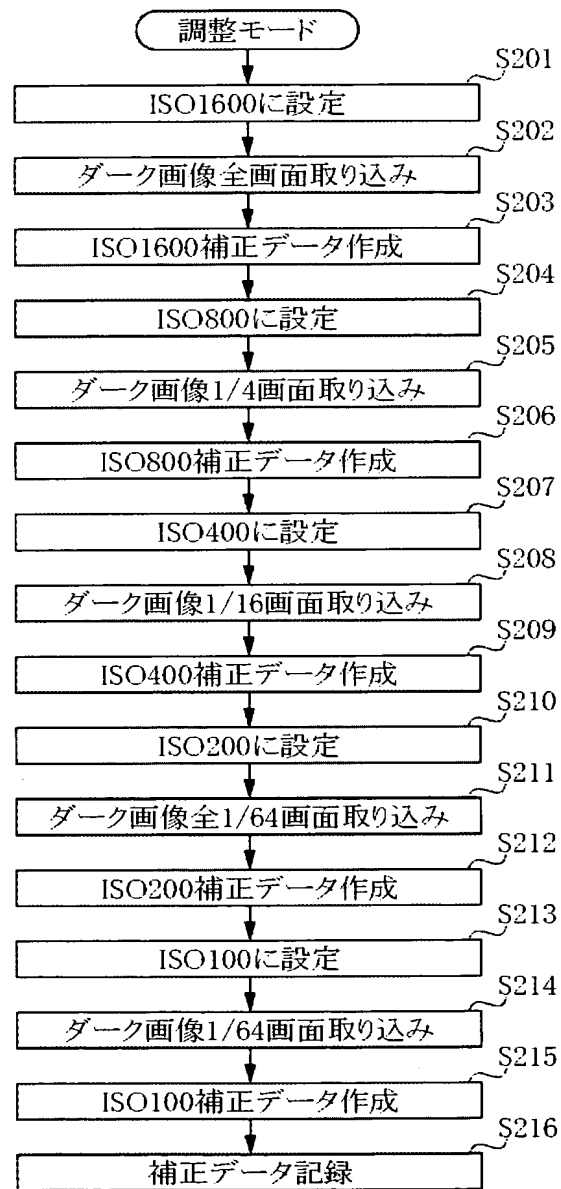 調整モード
S201
ISO1600に設定
S202
ダーク画像全画面取り込み
S203
ISO1600補正データ作成
S204
ISO800に設定
S205
ダーク画像1/4画面取り込み
S206
ISO800補正データ作成
S207
ISO400に設定
S208
ダーク画像1/16画面取り込み
S209
ISO400補正データ作成
S210
ISO200に設定
S211
ダーク画像全1/64画面取り込み
S212
ISO200補正データ作成
S213
ISO100に設定
S214
ダーク画像1/64画面取り込み
S215
ISO100補正データ作成
S216
補正データ記録